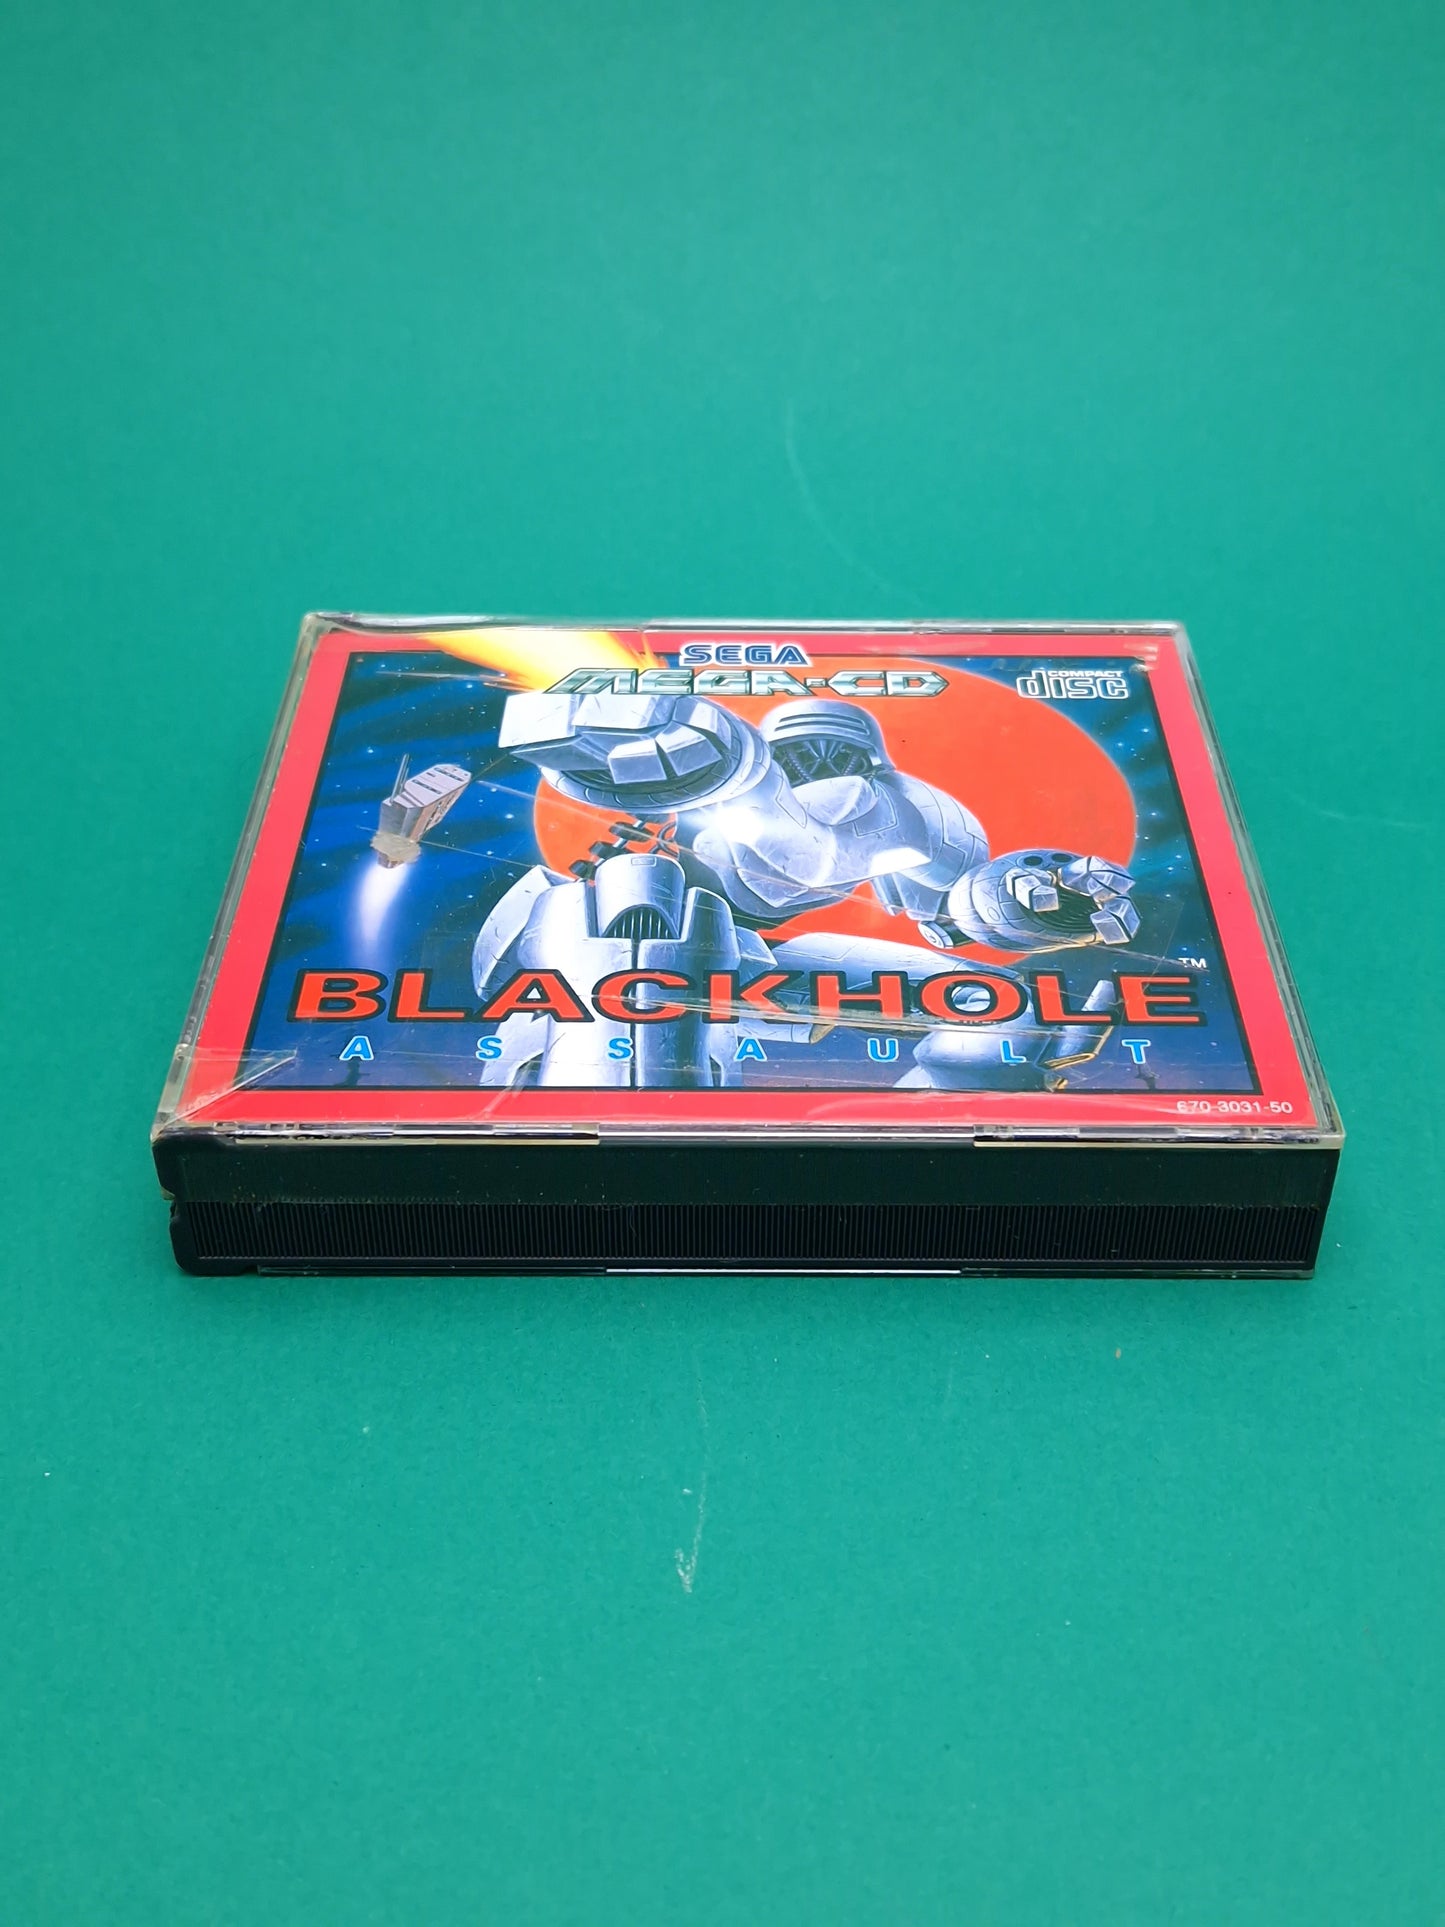 SEGA
MEGA-CD
COMPACT
disc
TM
BLACKHOLE
ASSAULT
670-3031-50